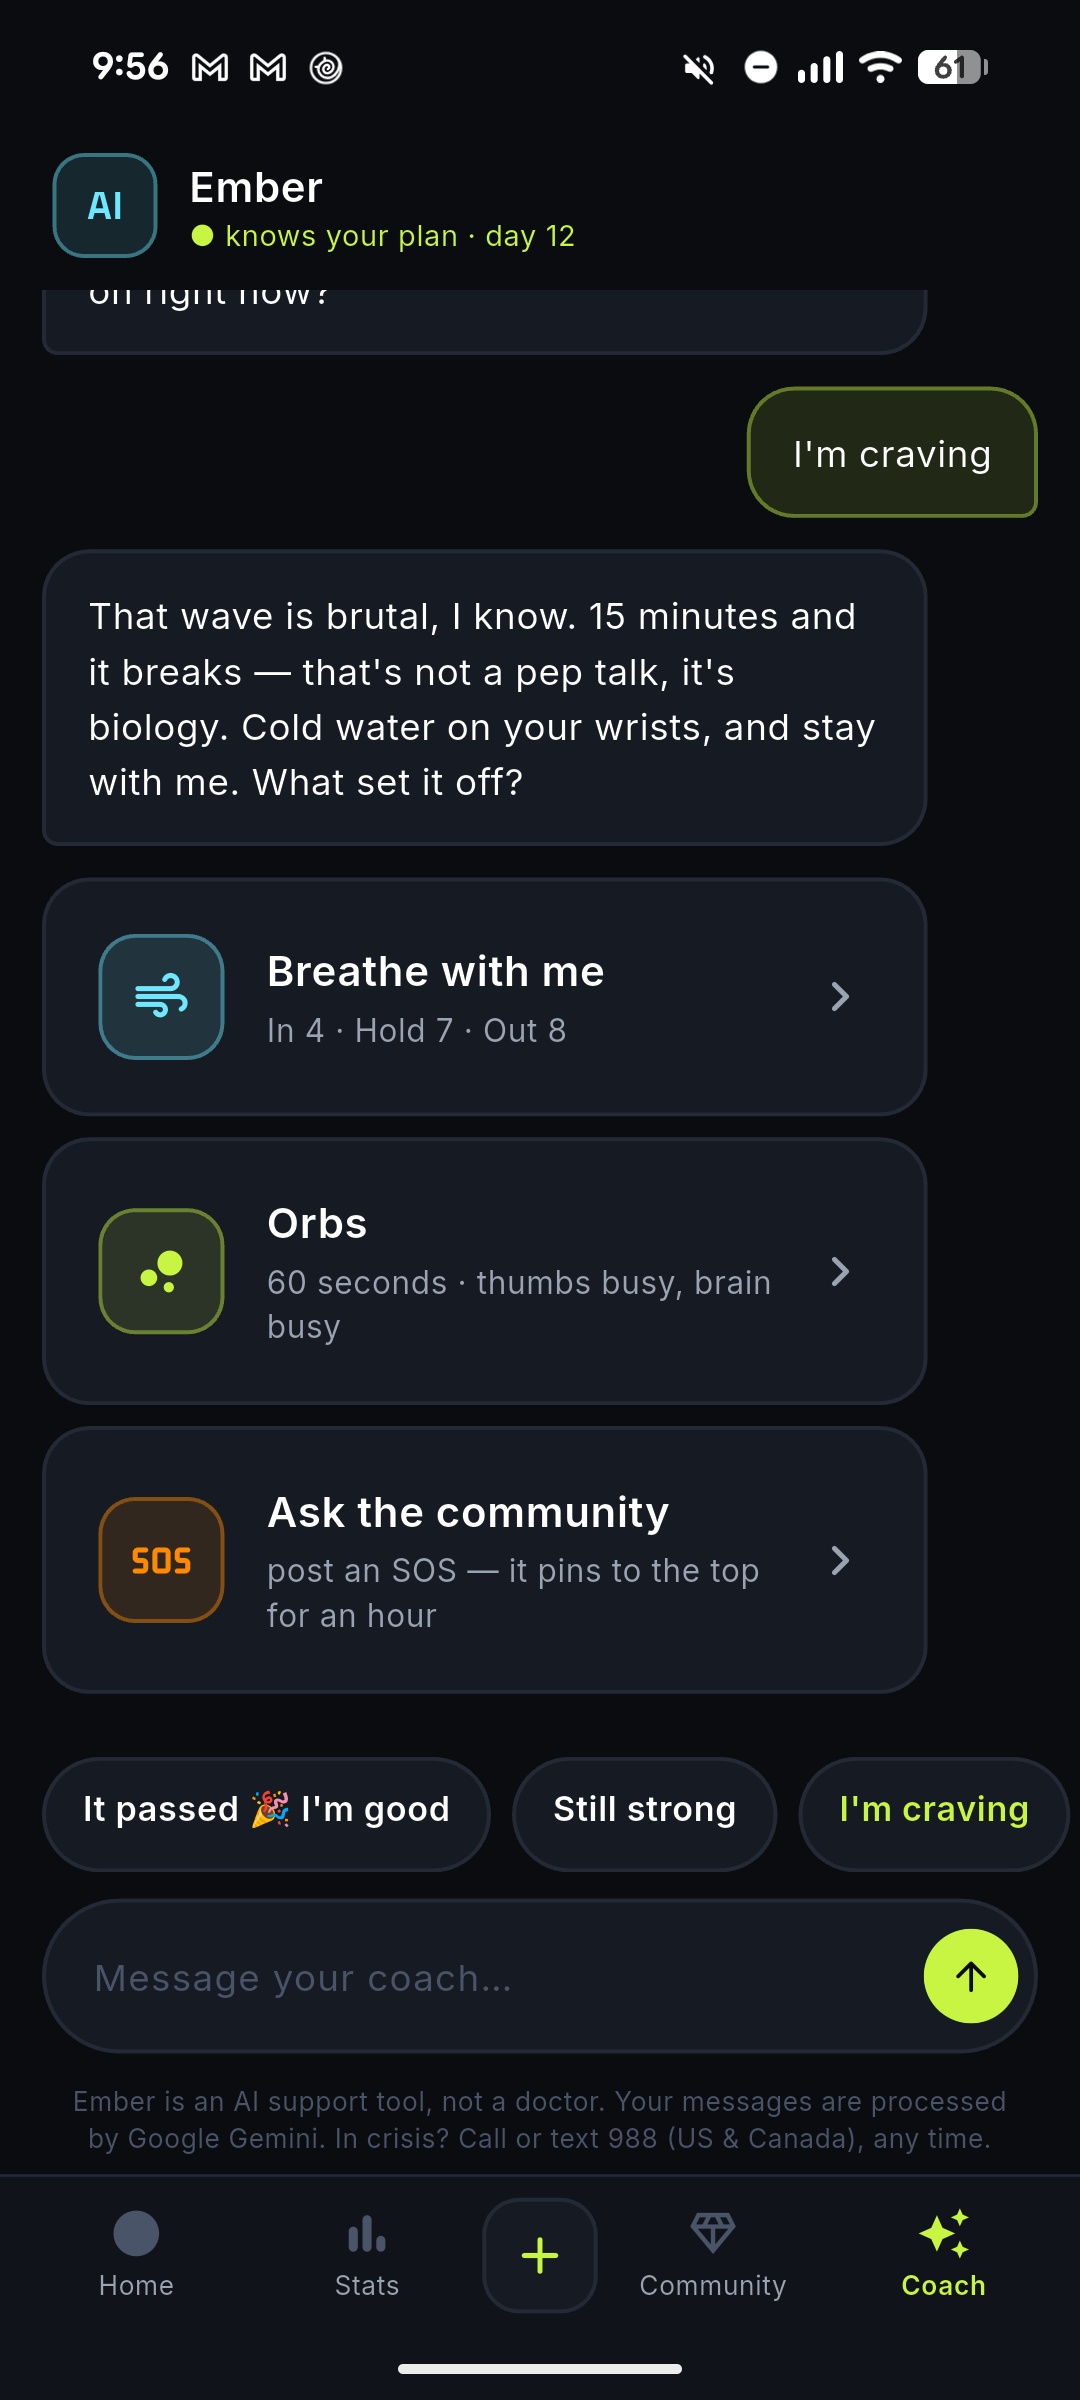 9:56
61
AI
Ember
knows your plan · day 12
on right now?
I'm craving
That wave is brutal, I know. 15 minutes and
it breaks — that's not a pep talk, it's
biology. Cold water on your wrists, and stay
with me. What set it off?
Breathe with me
In 4 · Hold 7 · Out 8
Orbs
60 seconds · thumbs busy, brain
busy
SOS
Ask the community
post an SOS — it pins to the top
for an hour
It passed 🎉 I'm good
Still strong
I'm craving
Message your coach...
Ember is an AI support tool, not a doctor. Your messages are processed
by Google Gemini. In crisis? Call or text 988 (US & Canada), any time.
Home
Stats
Community
Coach